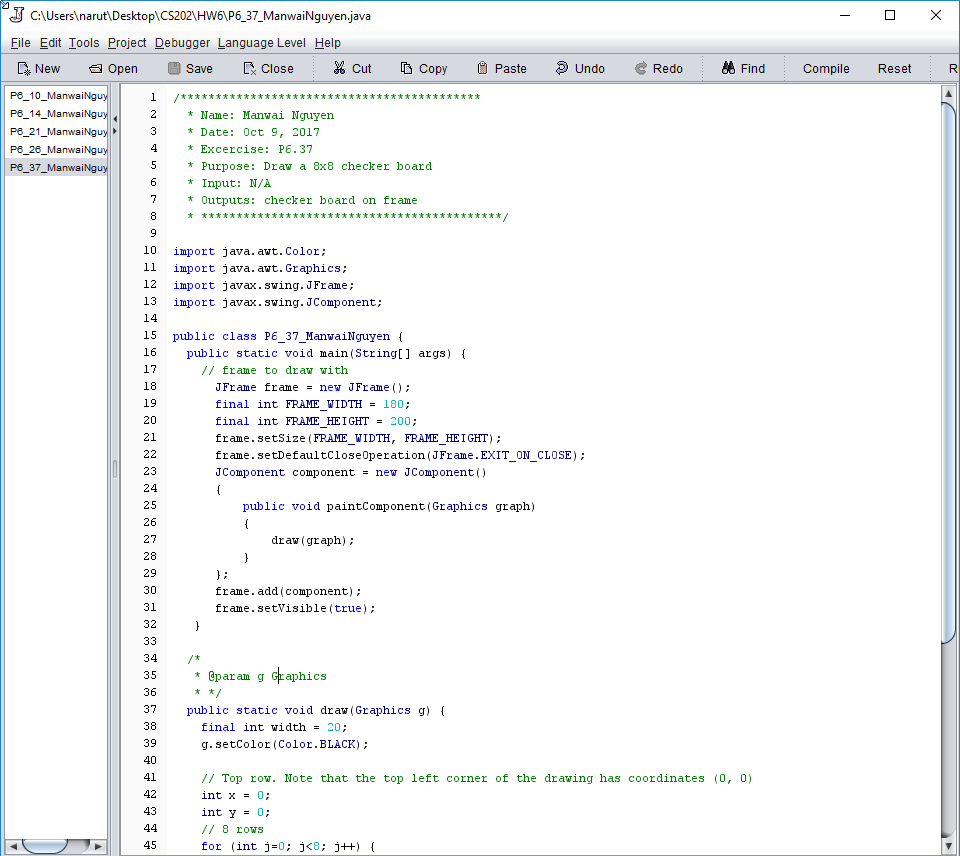 C:\Users\narut\Desktop\CS202\HW6\P6_37_ManwaiNguyen.java
File Edit Tools Project Debugger Language Level Help
New Open Save Close Cut Copy Paste Undo Redo Find Compile Reset R
P6_10_ManwaiNguy
P6_14_ManwaiNguy
P6_21_ManwaiNguy
P6_26_ManwaiNguy
P6_37_ManwaiNguy
1 /*******************************************
2 * Name: Manwai Nguyen
3 * Date: Oct 9, 2017
4 * Excercise: P6.37
5 * Purpose: Draw a 8x8 checker board
6 * Input: N/A
7 * Outputs: checker board on frame
8 * *******************************************/
9
10 import java.awt.Color;
11 import java.awt.Graphics;
12 import javax.swing.JFrame;
13 import javax.swing.JComponent;
14
15 public class P6_37_ManwaiNguyen {
16 public static void main(String[] args) {
17 // frame to draw with
18 JFrame frame = new JFrame();
19 final int FRAME_WIDTH = 180;
20 final int FRAME_HEIGHT = 200;
21 frame.setSize(FRAME_WIDTH, FRAME_HEIGHT);
22 frame.setDefaultCloseOperation(JFrame.EXIT_ON_CLOSE);
23 JComponent component = new JComponent()
24 {
25 public void paintComponent(Graphics graph)
26 {
27 draw(graph);
28 }
29 };
30 frame.add(component);
31 frame.setVisible(true);
32 }
33
34 /*
35 * @param g Graphics
36 * */
37 public static void draw(Graphics g) {
38 final int width = 20;
39 g.setColor(Color.BLACK);
40
41 // Top row. Note that the top left corner of the drawing has coordinates (0, 0)
42 int x = 0;
43 int y = 0;
44 // 8 rows
45 for (int j=0; j<8; j++) {